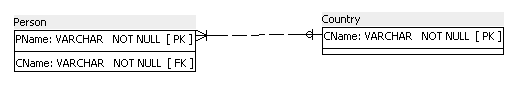 Person
PName: VARCHAR NOT NULL [ PK ]
CName: VARCHAR NOT NULL [ FK ]
Country
CName: VARCHAR NOT NULL [ PK ]